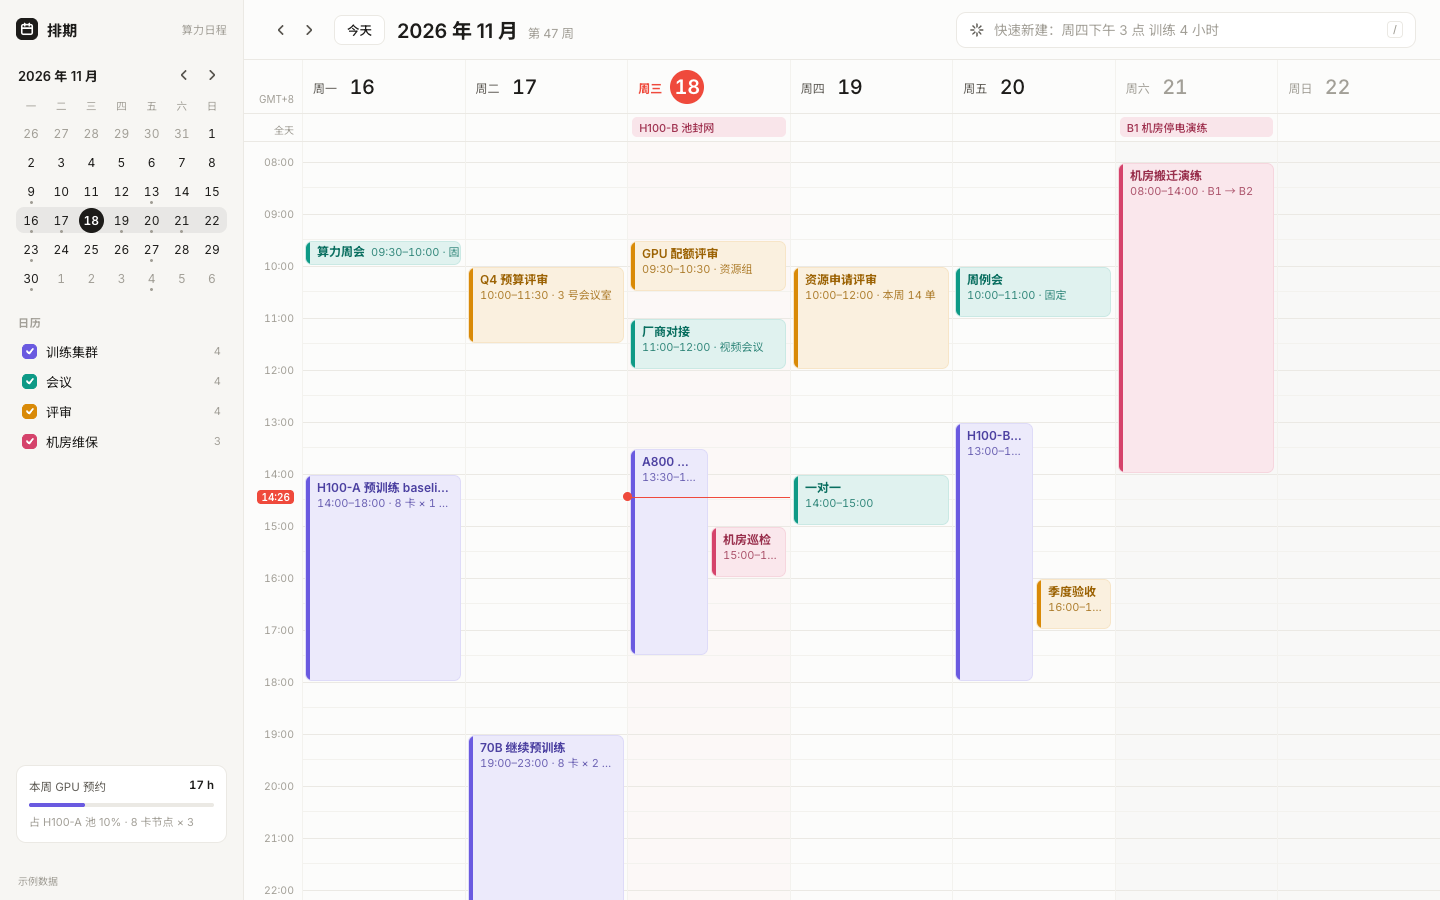 排期
算力日程
2026 年 11 月
一 二 三 四 五 六 日
26 27 28 29 30 31 1
2 3 4 5 6 7 8
9 10 11 12 13 14 15
16 17 18 19 20 21 22
23 24 25 26 27 28 29
30 1 2 3 4 5 6
日历
训练集群 4
会议 4
评审 4
机房维保 3
本周 GPU 预约 17 h
占 H100-A 池 10% · 8 卡节点 × 3
示例数据
今天
2026 年 11 月 第 47 周
快速新建：周四下午 3 点 训练 4 小时 /
GMT+8
周一 16
周二 17
周三 18
周四 19
周五 20
周六 21
周日 22
全天
H100-B 池封网
B1 机房停电演练
08:00
09:00
10:00
11:00
12:00
13:00
14:00
14:26
15:00
16:00
17:00
18:00
19:00
20:00
21:00
22:00
算力周会 09:30–10:00 · 固
H100-A 预训练 baseli...
14:00–18:00 · 8 卡 × 1 ...
Q4 预算评审
10:00–11:30 · 3 号会议室
70B 继续预训练
19:00–23:00 · 8 卡 × 2 ...
GPU 配额评审
09:30–10:30 · 资源组
厂商对接
11:00–12:00 · 视频会议
A800 ...
13:30–1...
机房巡检
15:00–1...
资源申请评审
10:00–12:00 · 本周 14 单
一对一
14:00–15:00
周例会
10:00–11:00 · 固定
H100-B...
13:00–1...
季度验收
16:00–1...
机房搬迁演练
08:00–14:00 · B1 → B2